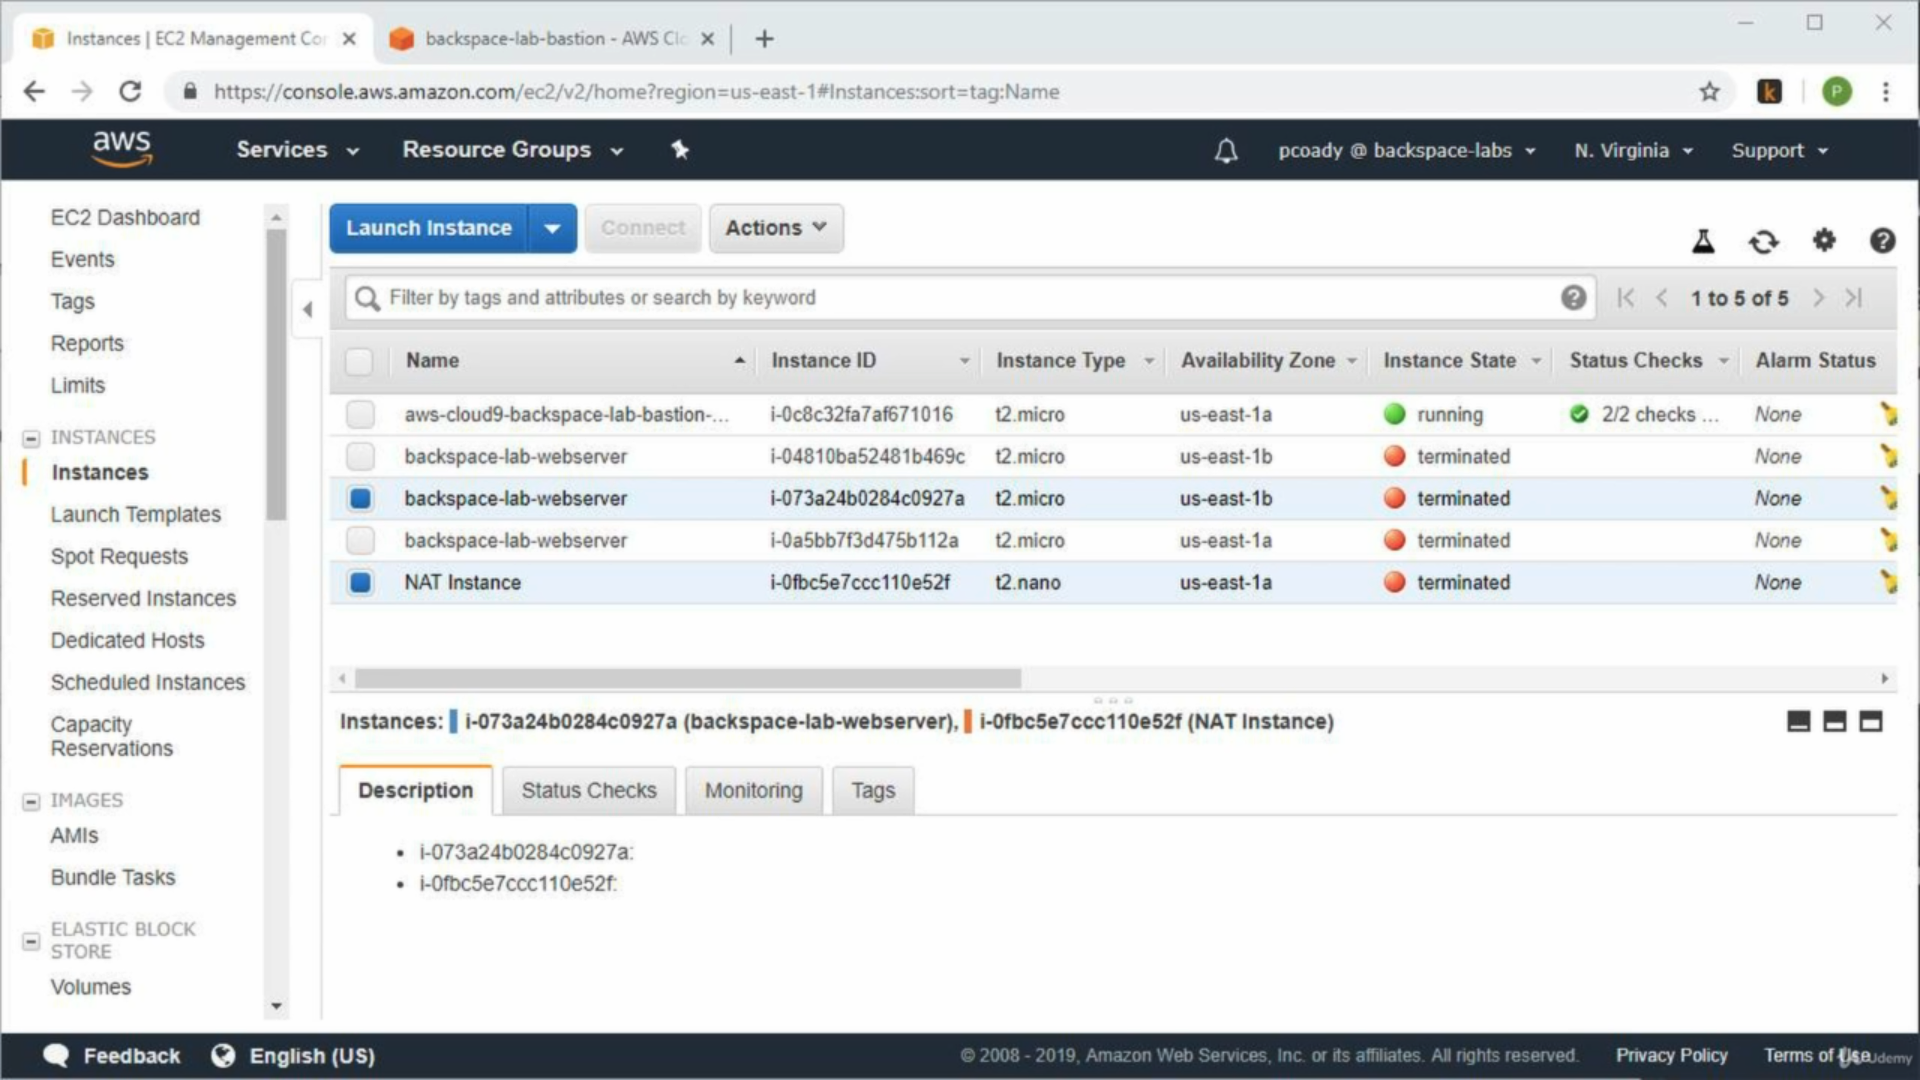 Instances | EC2 Management Con
backspace-lab-bastion - AWS Clo
https://console.aws.amazon.com/ec2/v2/home?region=us-east-1#Instances:sort=tag:Name
k
P
aws
Services
Resource Groups
pcoady @ backspace-labs
N. Virginia
Support
EC2 Dashboard
Events
Tags
Reports
Limits
INSTANCES
Instances
Launch Templates
Spot Requests
Reserved Instances
Dedicated Hosts
Scheduled Instances
Capacity
Reservations
IMAGES
AMIs
Bundle Tasks
ELASTIC BLOCK
STORE
Volumes
Launch Instance
Connect
Actions
Filter by tags and attributes or search by keyword
1 to 5 of 5
Name Instance ID Instance Type Availability Zone Instance State Status Checks Alarm Status
aws-cloud9-backspace-lab-bastion-... i-0c8c32fa7af671016 t2.micro us-east-1a running 2/2 checks ... None
backspace-lab-webserver i-04810ba52481b469c t2.micro us-east-1b terminated None
backspace-lab-webserver i-073a24b0284c0927a t2.micro us-east-1b terminated None
backspace-lab-webserver i-0a5bb7f3d475b112a t2.micro us-east-1a terminated None
NAT Instance i-0fbc5e7ccc110e52f t2.nano us-east-1a terminated None
Instances: i-073a24b0284c0927a (backspace-lab-webserver), i-0fbc5e7ccc110e52f (NAT Instance)
Description
Status Checks
Monitoring
Tags
• i-073a24b0284c0927a:
• i-0fbc5e7ccc110e52f:
Feedback
English (US)
© 2008 - 2019, Amazon Web Services, Inc. or its affiliates. All rights reserved.
Privacy Policy
Terms of Use
Udemy